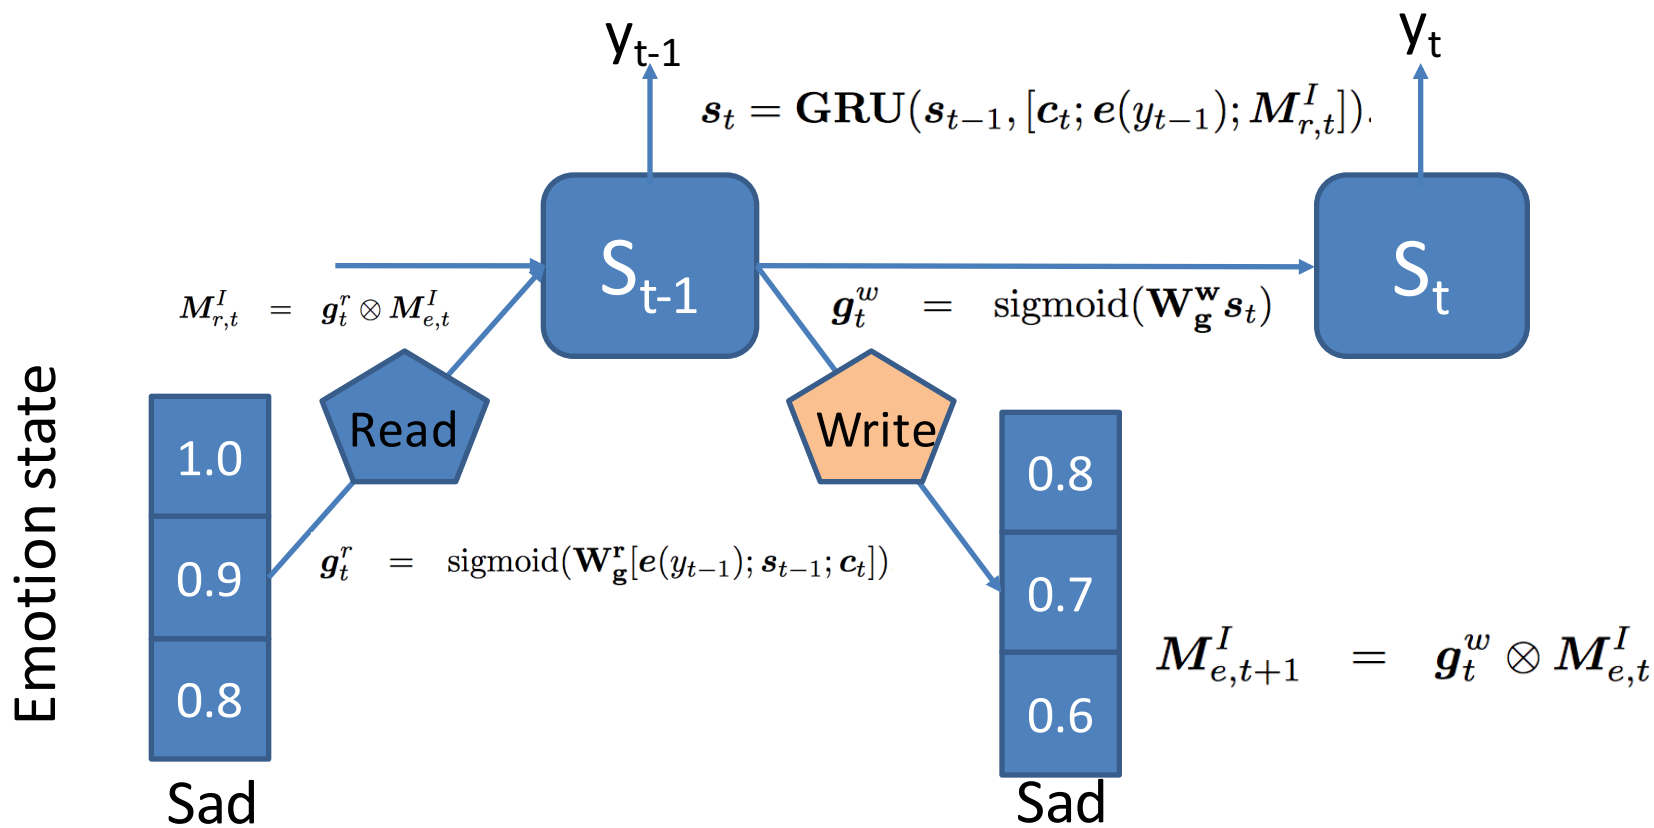 y_{t-1}
y_t
s_t = GRU(s_{t-1}, [c_t; e(y_{t-1}); M^I_{r,t}]).
S_{t-1}
S_t
M^I_{r,t} = g^r_t ⊗ M^I_{e,t}
g^w_t = sigmoid(W^w_g s_t)
Emotion state
Read
Write
1.0
0.9
0.8
g^r_t = sigmoid(W^r_g[e(y_{t-1}); s_{t-1}; c_t])
0.8
0.7
0.6
M^I_{e,t+1} = g^w_t ⊗ M^I_{e,t}
Sad
Sad